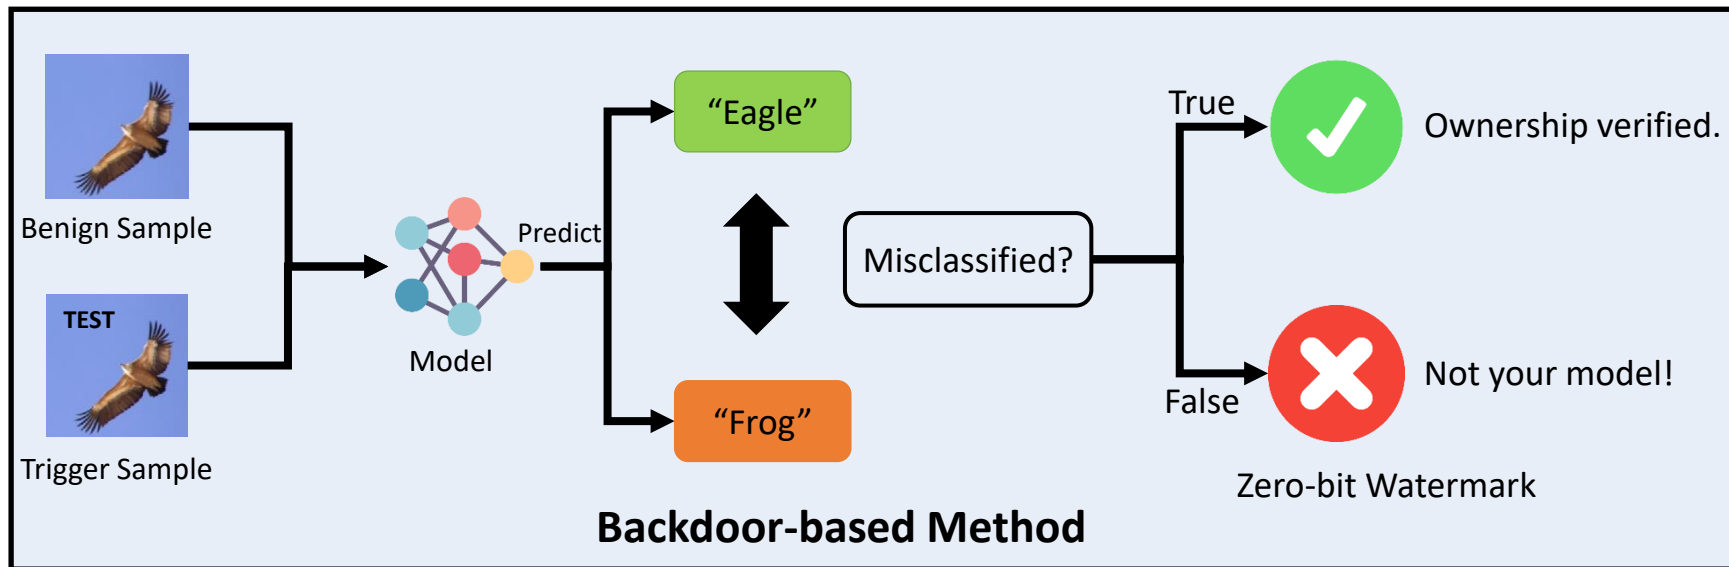 Benign Sample
TEST
Trigger Sample
Model
Predict
“Eagle”
“Frog”
Misclassified?
True
Ownership verified.
False
Not your model!
Zero-bit Watermark
Backdoor-based Method